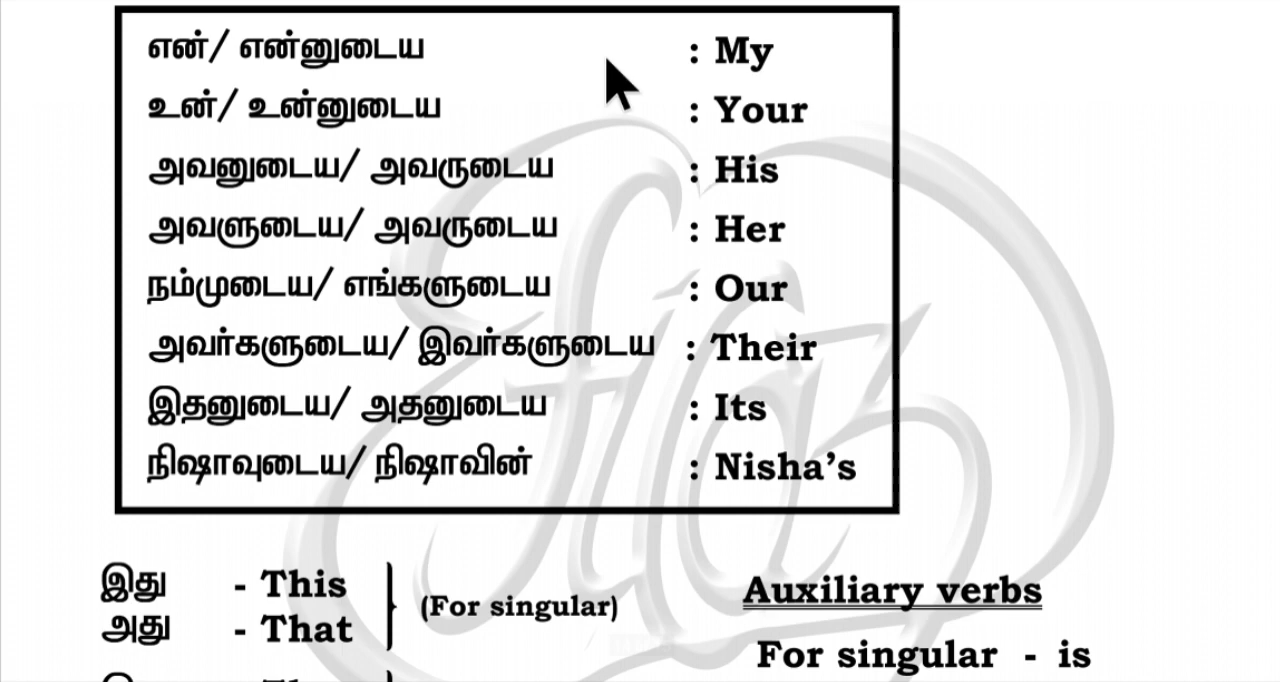 என்/ என்னுடைய : My
உன்/ உன்னுடைய : Your
அவனுடைய/ அவருடைய : His
அவளுடைய/ அவருடைய : Her
நம்முடைய/ எங்களுடைய : Our
அவர்களுடைய/ இவர்களுடைய : Their
இதனுடைய/ அதனுடைய : Its
நிஷாவுடைய/ நிஷாவின் : Nisha’s
இது - This
அது - That
(For singular)
Auxiliary verbs
For singular - is